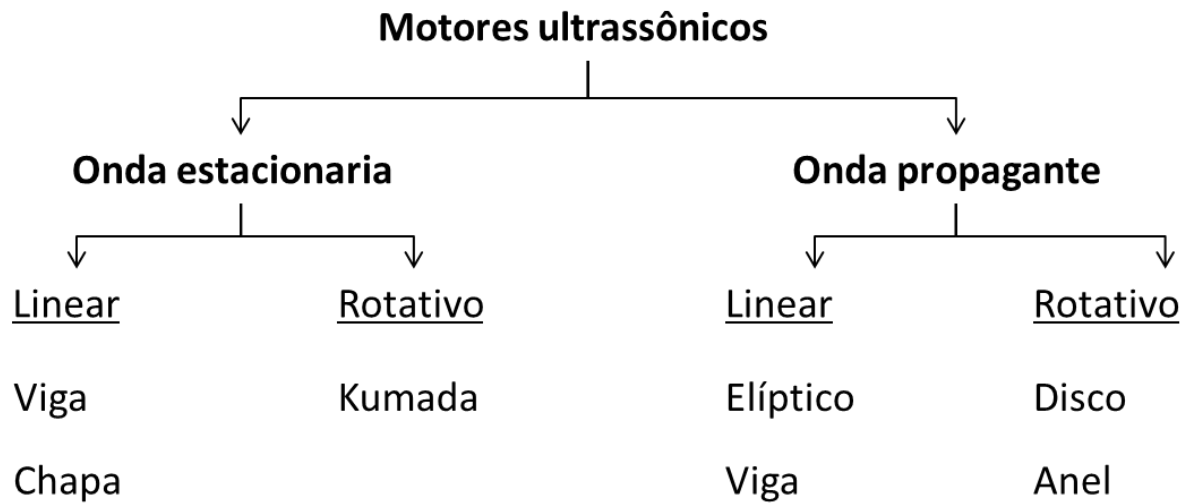 Motores ultrassônicos
Onda estacionaria Onda propagante
Linear Rotativo Linear Rotativo
Viga Kumada Elíptico Disco
Chapa Viga Anel